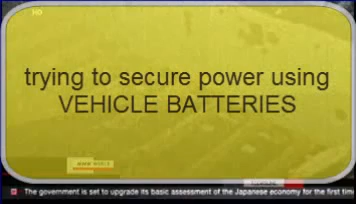 HD
trying to secure power using
VEHICLE BATTERIES
The government is set to upgrade its basic assessment of the Japanese economy for the first tim